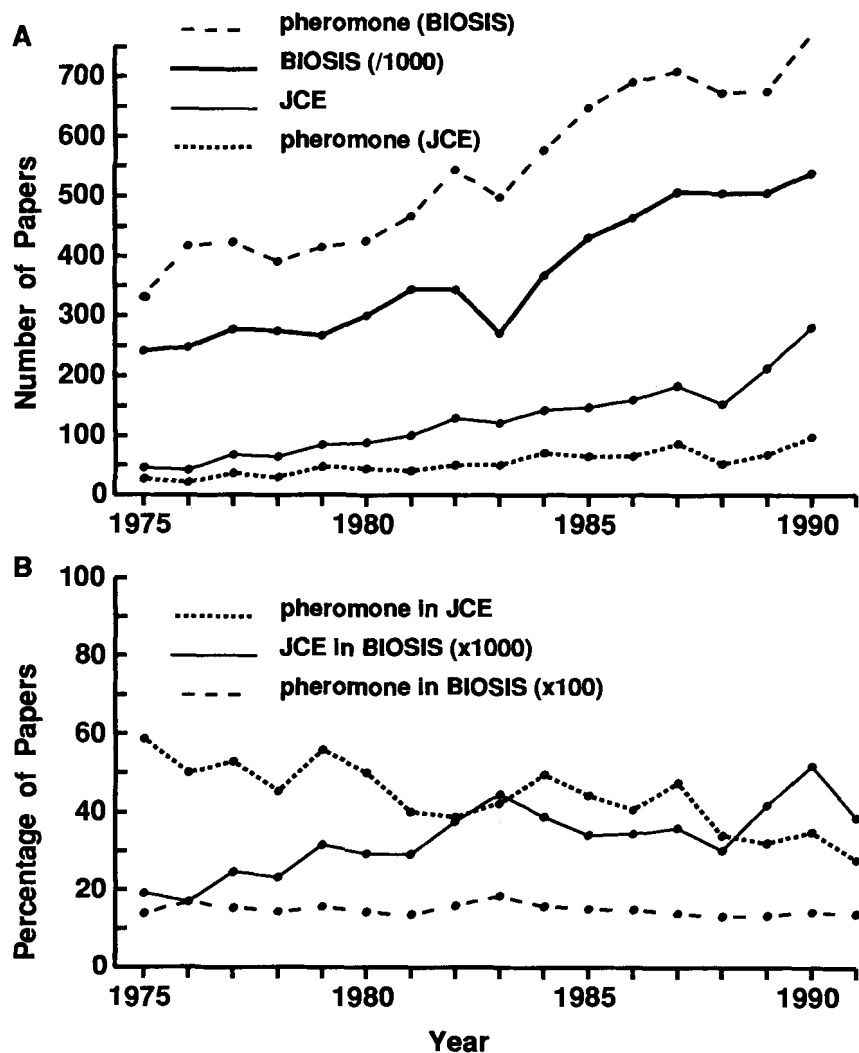 A
pheromone (BIOSIS)
BIOSIS (/1000)
JCE
pheromone (JCE)
Number of Papers
700
600
500
400
300
200
100
0
1975 1980 1985 1990
B
pheromone in JCE
JCE in BIOSIS (x1000)
pheromone in BIOSIS (x100)
Percentage of Papers
100
80
60
40
20
0
1975 1980 1985 1990
Year